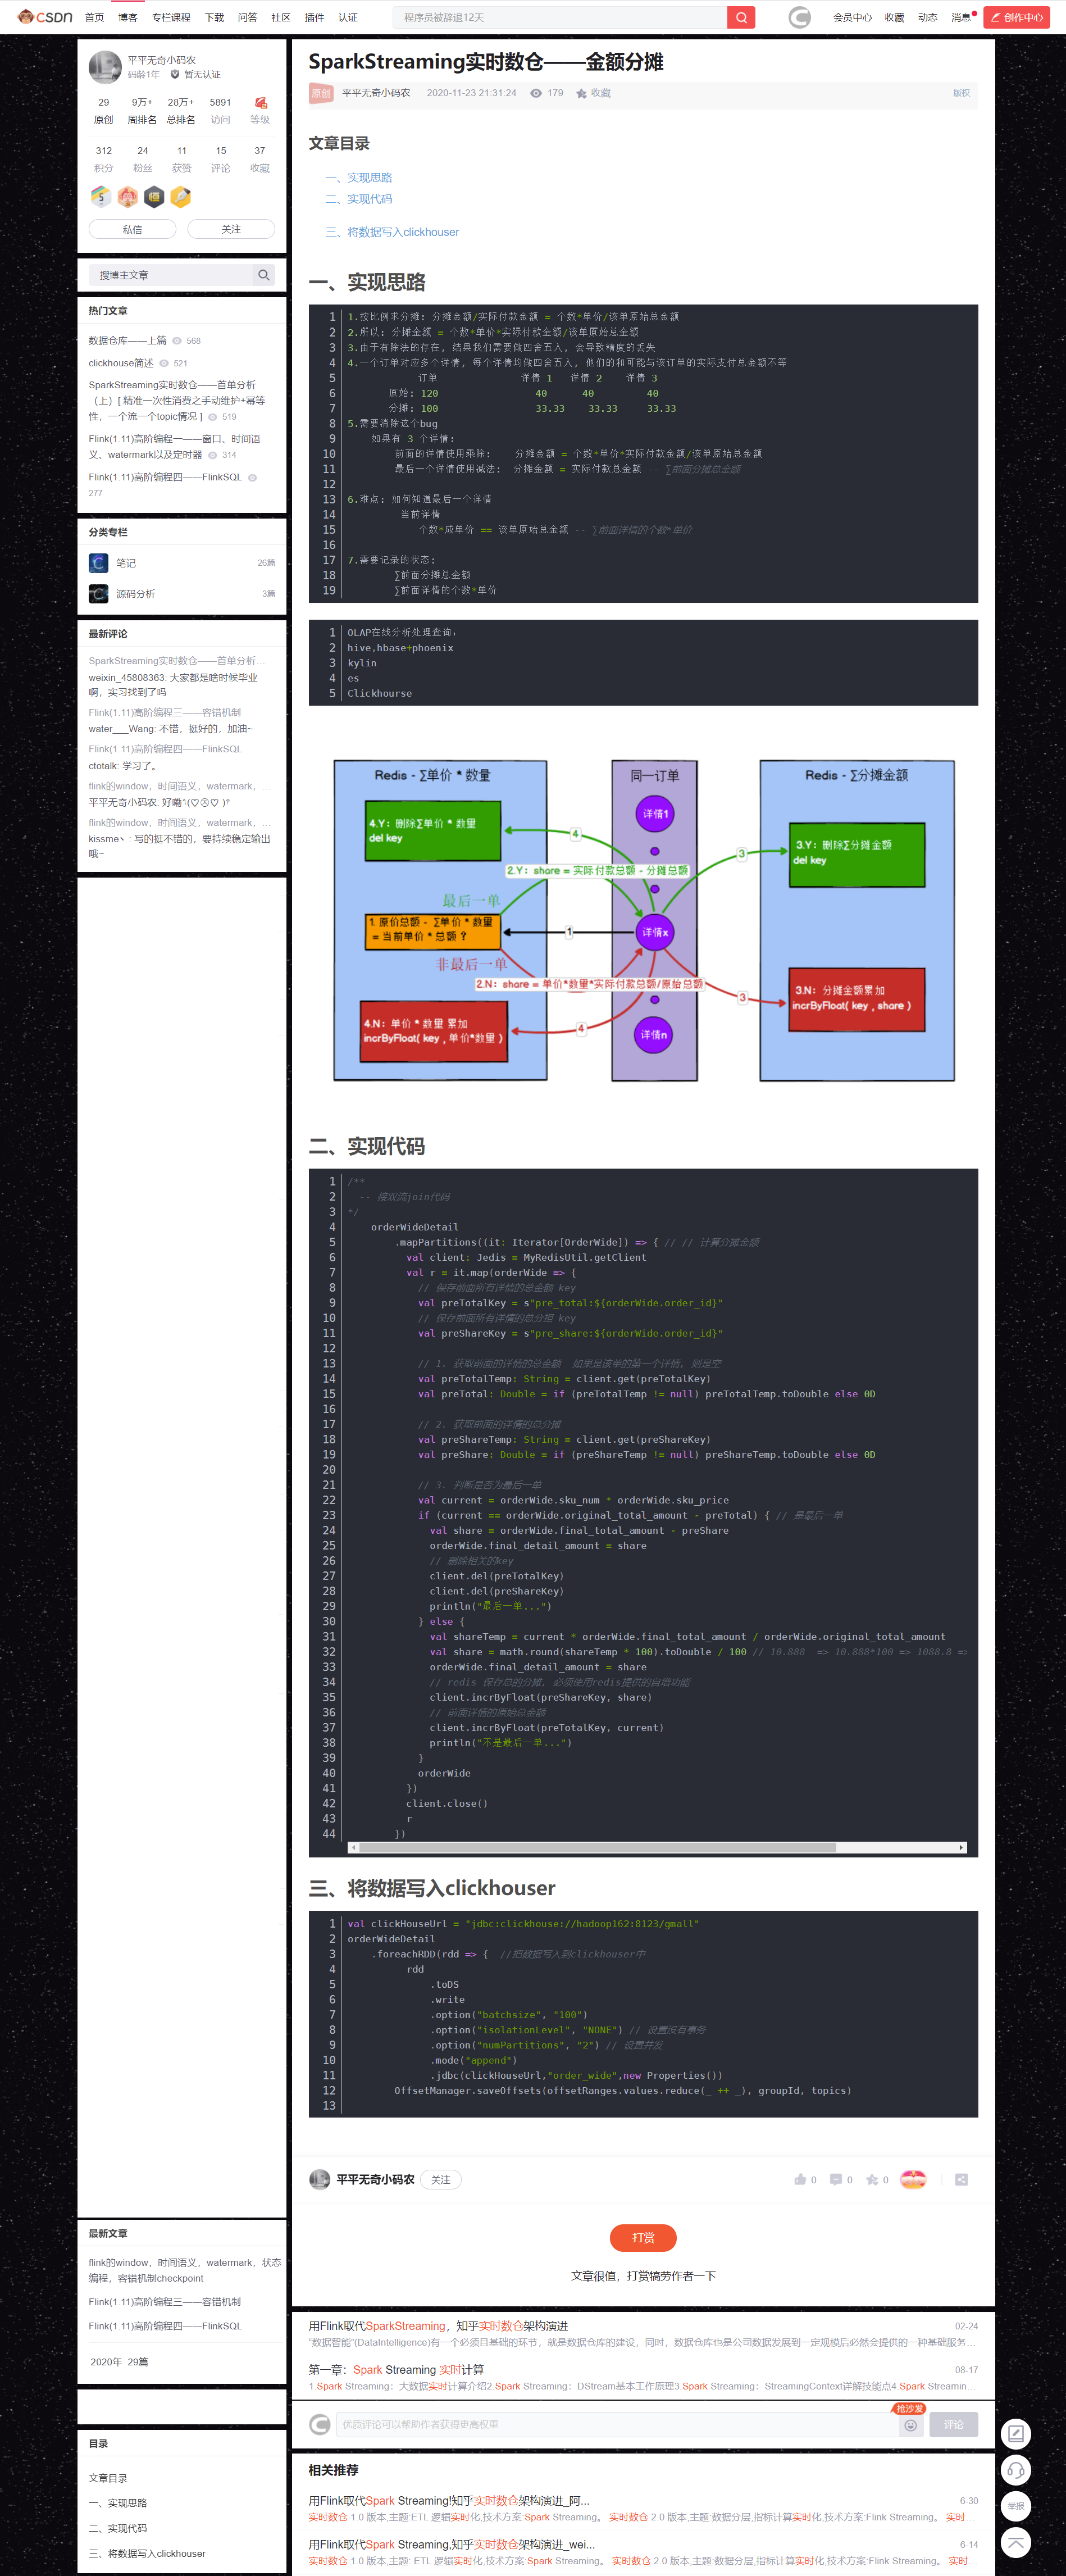 CSDN 首页 博客 专栏课程 下载 问答 社区 插件 认证 程序员被辞退12天 会员中心 收藏 动态 消息 创作中心
平平无奇小码农
码龄1年 暂无认证
29 9万+ 28万+ 5891
原创 周排名 总排名 访问 等级
312 24 11 15 37
积分 粉丝 获赞 评论 收藏
私信 关注
搜博主文章
热门文章
数据仓库——上篇 568
clickhouse简述 521
SparkStreaming实时数仓——首单分析
（上）[ 精准一次性消费之手动维护+幂等
性，一个流一个topic情况 ] 519
Flink(1.11)高阶编程一——窗口、时间语
义、watermark以及定时器 314
Flink(1.11)高阶编程四——FlinkSQL
277
分类专栏
笔记 26篇
源码分析 3篇
最新评论
SparkStreaming实时数仓——首单分析...
weixin_45808363: 大家都是啥时候毕业
啊，实习找到了吗
Flink(1.11)高阶编程三——容错机制
water___Wang: 不错，挺好的，加油~
Flink(1.11)高阶编程四——FlinkSQL
ctotalk: 学习了。
flink的window，时间语义，watermark，...
平平无奇小码农: 好嘞
flink的window，时间语义，watermark，...
kissme丶: 写的挺不错的，要持续稳定输出
哦~
最新文章
flink的window，时间语义，watermark，状态
编程，容错机制checkpoint
Flink(1.11)高阶编程三——容错机制
Flink(1.11)高阶编程四——FlinkSQL
2020年 29篇
目录
文章目录
一、实现思路
二、实现代码
三、将数据写入clickhouser
SparkStreaming实时数仓——金额分摊
原创 平平无奇小码农 2020-11-23 21:31:24 179 收藏 版权
文章目录
一、实现思路
二、实现代码
三、将数据写入clickhouser
一、实现思路
1 1.按比例求分摊: 分摊金额/实际付款金额 = 个数*单价/该单原始总金额
2 2.所以: 分摊金额 = 个数*单价*实际付款金额/该单原始总金额
3 3.由于有除法的存在, 结果我们需要做四舍五入, 会导致精度的丢失
4 4.一个订单对应多个详情, 每个详情均做四舍五入, 他们的和可能与该订单的实际支付总金额不等
5 订单 详情 1 详情 2 详情 3
6 原始: 120 40 40 40
7 分摊: 100 33.33 33.33 33.33
8 5.需要消除这个bug
9 如果有 3 个详情:
10 前面的详情使用乘除: 分摊金额 = 个数*单价*实际付款金额/该单原始总金额
11 最后一个详情使用减法: 分摊金额 = 实际付款总金额 -- ∑前面分摊总金额
12
13 6.难点: 如何知道最后一个详情
14 当前详情
15 个数*成单价 == 该单原始总金额 -- ∑前面详情的个数*单价
16
17 7.需要记录的状态:
18 ∑前面分摊总金额
19 ∑前面详情的个数*单价
1 OLAP在线分析处理查询,
2 hive,hbase+phoenix
3 kylin
4 es
5 Clickhourse
Redis - ∑单价 * 数量 同一订单 Redis - ∑分摊金额
4.Y: 删除∑单价 * 数量
del key
详情1
3.Y: 删除∑分摊金额
del key
4
3
2.Y: share = 实际付款总额 - 分摊总额
最后一单
1. 原价总额 - ∑单价 * 数量
= 当前单价 * 总额 ?
1
详情x
非最后一单
2.N: share = 单价*数量*实际付款总额/原始总额
3
3.N: 分摊金额累加
incrByFloat( key , share )
4.N: 单价 * 数量 累加
incrByFloat( key , 单价*数量 )
4
详情n
二、实现代码
1 /**
2 -- 接双流join代码
3 */
4 orderWideDetail
5 .mapPartitions((it: Iterator[OrderWide]) => { // // 计算分摊金额
6 val client: Jedis = MyRedisUtil.getClient
7 val r = it.map(orderWide => {
8 // 保存前面所有详情的总金额 key
9 val preTotalKey = s"pre_total:${orderWide.order_id}"
10 // 保存前面所有详情的总分担 key
11 val preShareKey = s"pre_share:${orderWide.order_id}"
12
13 // 1. 获取前面的详情的总金额 如果是该单的第一个详情, 则是空
14 val preTotalTemp: String = client.get(preTotalKey)
15 val preTotal: Double = if (preTotalTemp != null) preTotalTemp.toDouble else 0D
16
17 // 2. 获取前面的详情的总分摊
18 val preShareTemp: String = client.get(preShareKey)
19 val preShare: Double = if (preShareTemp != null) preShareTemp.toDouble else 0D
20
21 // 3. 判断是否为最后一单
22 val current = orderWide.sku_num * orderWide.sku_price
23 if (current == orderWide.original_total_amount - preTotal) { // 是最后一单
24 val share = orderWide.final_total_amount - preShare
25 orderWide.final_detail_amount = share
26 // 删除相关的key
27 client.del(preTotalKey)
28 client.del(preShareKey)
29 println("最后一单...")
30 } else {
31 val shareTemp = current * orderWide.final_total_amount / orderWide.original_total_amount
32 val share = math.round(shareTemp * 100).toDouble / 100 // 10.888 => 10.888*100 => 1088.8 =>
33 orderWide.final_detail_amount = share
34 // redis 保存总的分摊, 必须使用redis提供的自增功能
35 client.incrByFloat(preShareKey, share)
36 // 前面详情的原始总金额
37 client.incrByFloat(preTotalKey, current)
38 println("不是最后一单...")
39 }
40 orderWide
41 })
42 client.close()
43 r
44 })
三、将数据写入clickhouser
1 val clickHouseUrl = "jdbc:clickhouse://hadoop162:8123/gmall"
2 orderWideDetail
3 .foreachRDD(rdd => { //把数据写入到clickhouser中
4 rdd
5 .toDS
6 .write
7 .option("batchsize", "100")
8 .option("isolationLevel", "NONE") // 设置没有事务
9 .option("numPartitions", "2") // 设置并发
10 .mode("append")
11 .jdbc(clickHouseUrl,"order_wide",new Properties())
12 OffsetManager.saveOffsets(offsetRanges.values.reduce(_ ++ _), groupId, topics)
13
平平无奇小码农 关注 0 0 0
打赏
文章很值，打赏犒劳作者一下
用Flink取代SparkStreaming，知乎实时数仓架构演进 02-24
“数据智能”(DataIntelligence)有一个必须且基础的环节，就是数据仓库的建设，同时，数据仓库也是公司数据发展到一定规模后必然会提供的一种基础服务...
第一章：Spark Streaming 实时计算 08-17
1.Spark Streaming：大数据实时计算介绍2.Spark Streaming：DStream基本工作原理3.Spark Streaming：StreamingContext详解技能点4.Spark Streamin...
抢沙发
优质评论可以帮助作者获得更高权重 评论
相关推荐
用Flink取代Spark Streaming!知乎实时数仓架构演进_阿... 6-30
实时数仓 1.0 版本,主题:ETL 逻辑实时化,技术方案:Spark Streaming。 实时数仓 2.0 版本,主题:数据分层,指标计算实时化,技术方案:Flink Streaming。 实时...
用Flink取代Spark Streaming,知乎实时数仓架构演进_wei... 6-14
实时数仓 1.0 版本,主题: ETL 逻辑实时化,技术方案:Spark Streaming。 实时数仓 2.0 版本,主题:数据分层,指标计算实时化,技术方案:Flink Streaming。 实时...
举报